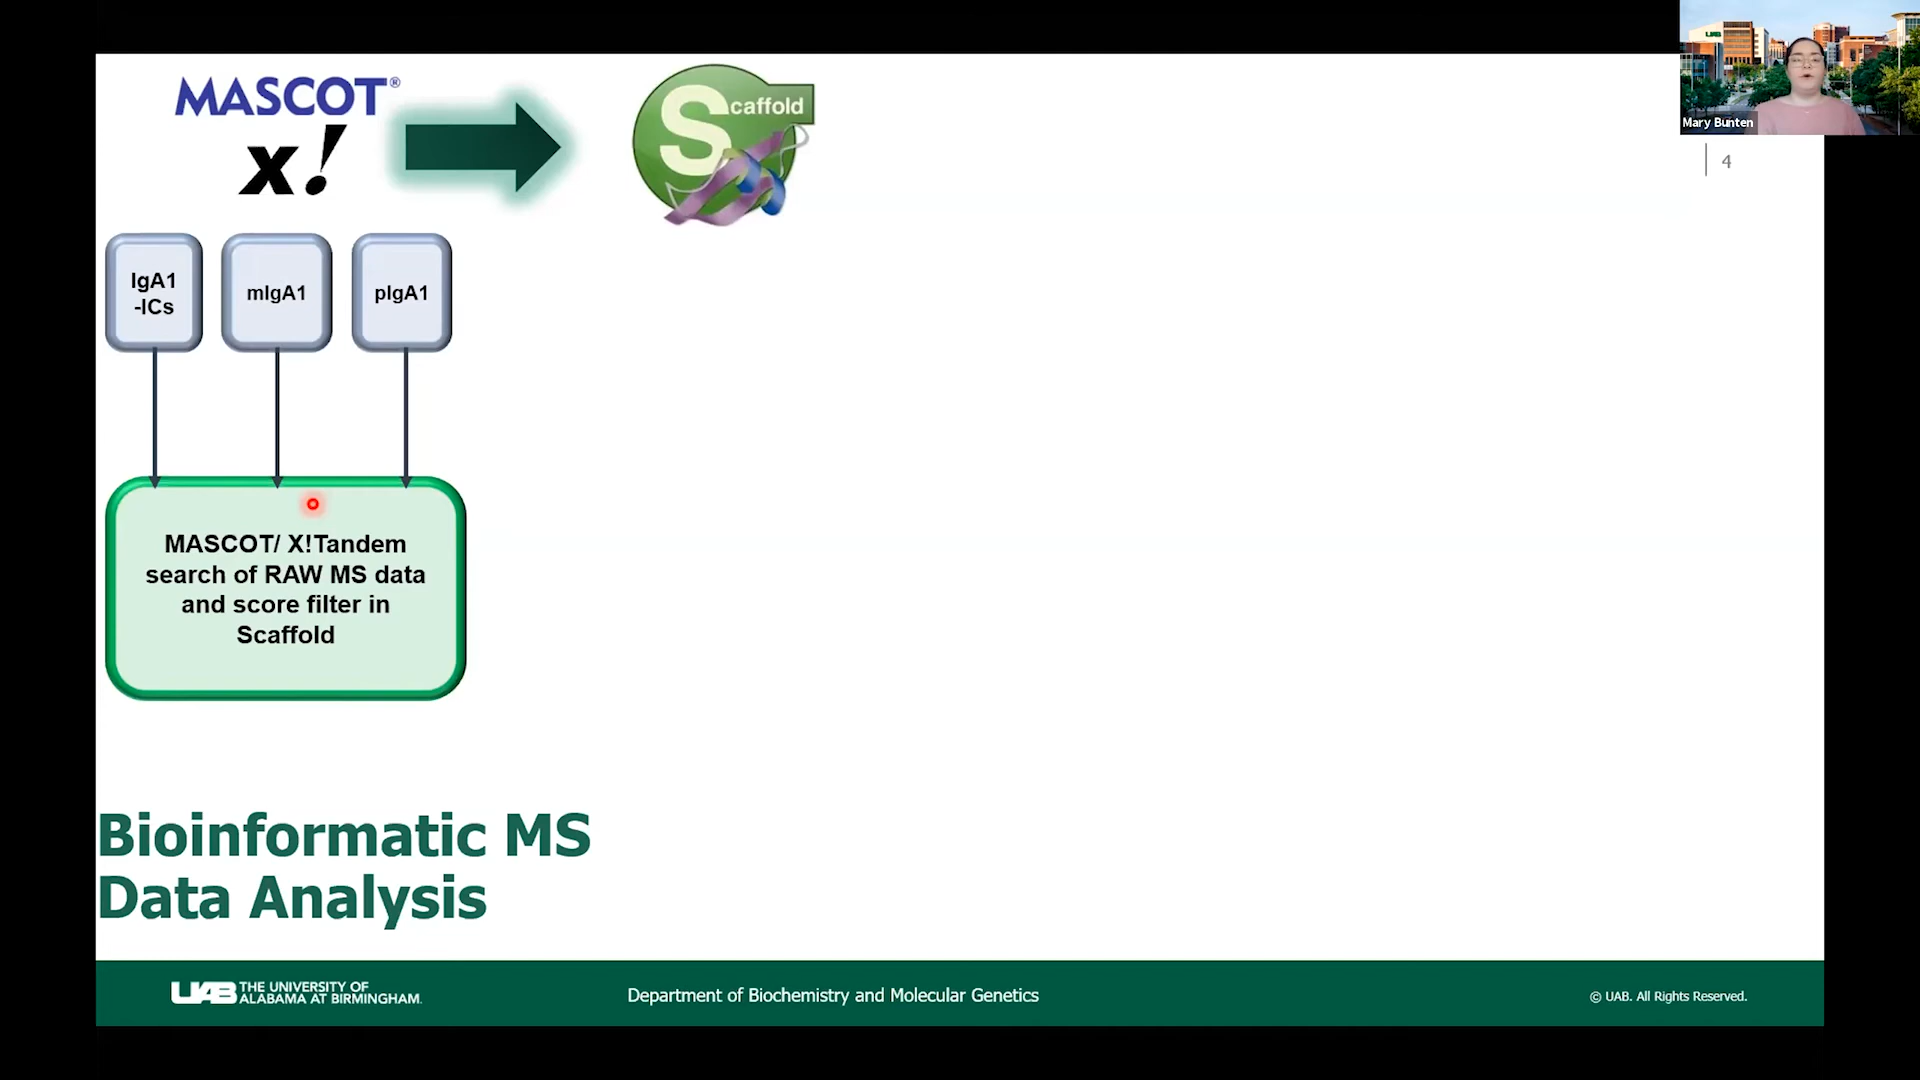 MASCOT®
x!
Scaffold
UAB
Mary Bunten
4
IgA1
-ICs
mIgA1
pIgA1
MASCOT/ X!Tandem
search of RAW MS data
and score filter in
Scaffold
Bioinformatic MS
Data Analysis
UAB THE UNIVERSITY OF
ALABAMA AT BIRMINGHAM.
Department of Biochemistry and Molecular Genetics
© UAB. All Rights Reserved.